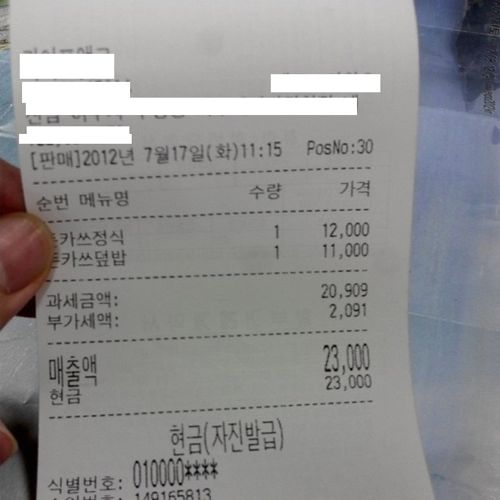 [판매]2012년 7월17일(화)11:15 PosNo:30
순번 메뉴명 수량 가격
카쓰정식 1 12,000
카쓰덮밥 1 11,000
과세금액: 20,909
부가세액: 2,091
매출액 23,000
현금 23,000
현금(자진발급)
식별번호: 010000****
149165813